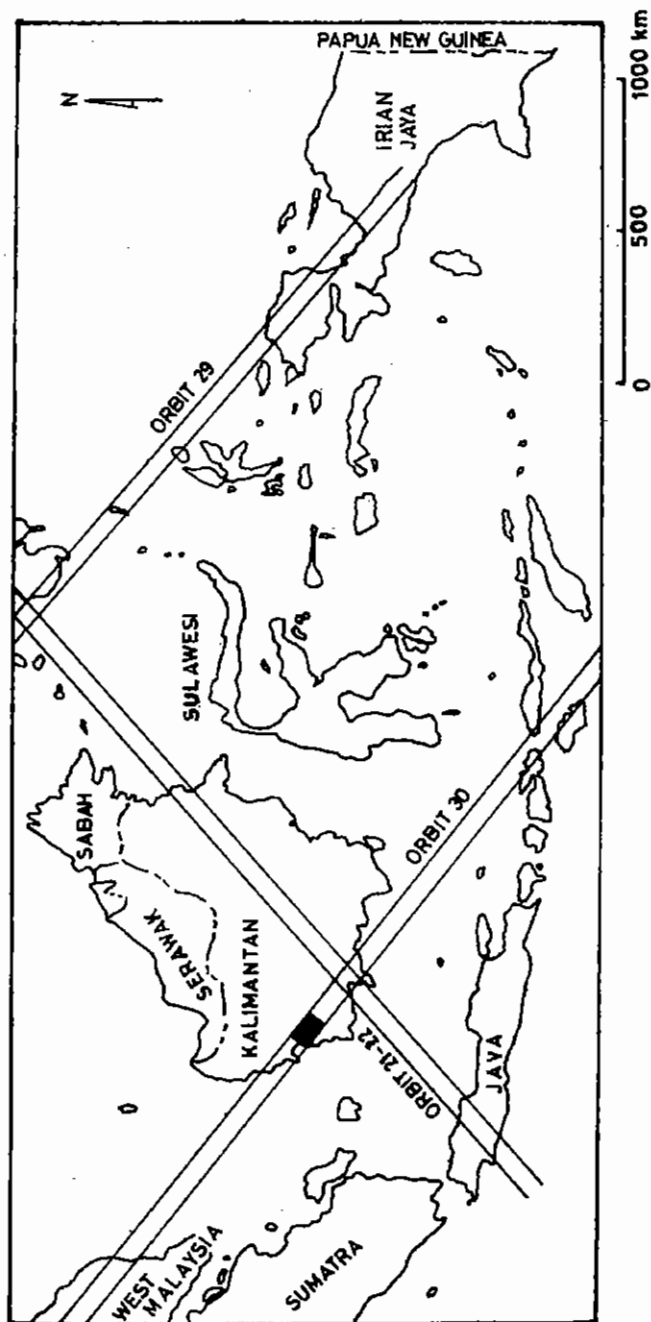 PAPUA NEW GUINEA
N
IRIAN
JAYA
ORBIT 29
SULAWESI
SABAH
SERAWAK
KALIMANTAN
ORBIT 30
ORBIT 21-22
JAVA
WEST
MALAYSIA
SUMATRA
0
500
1000 km